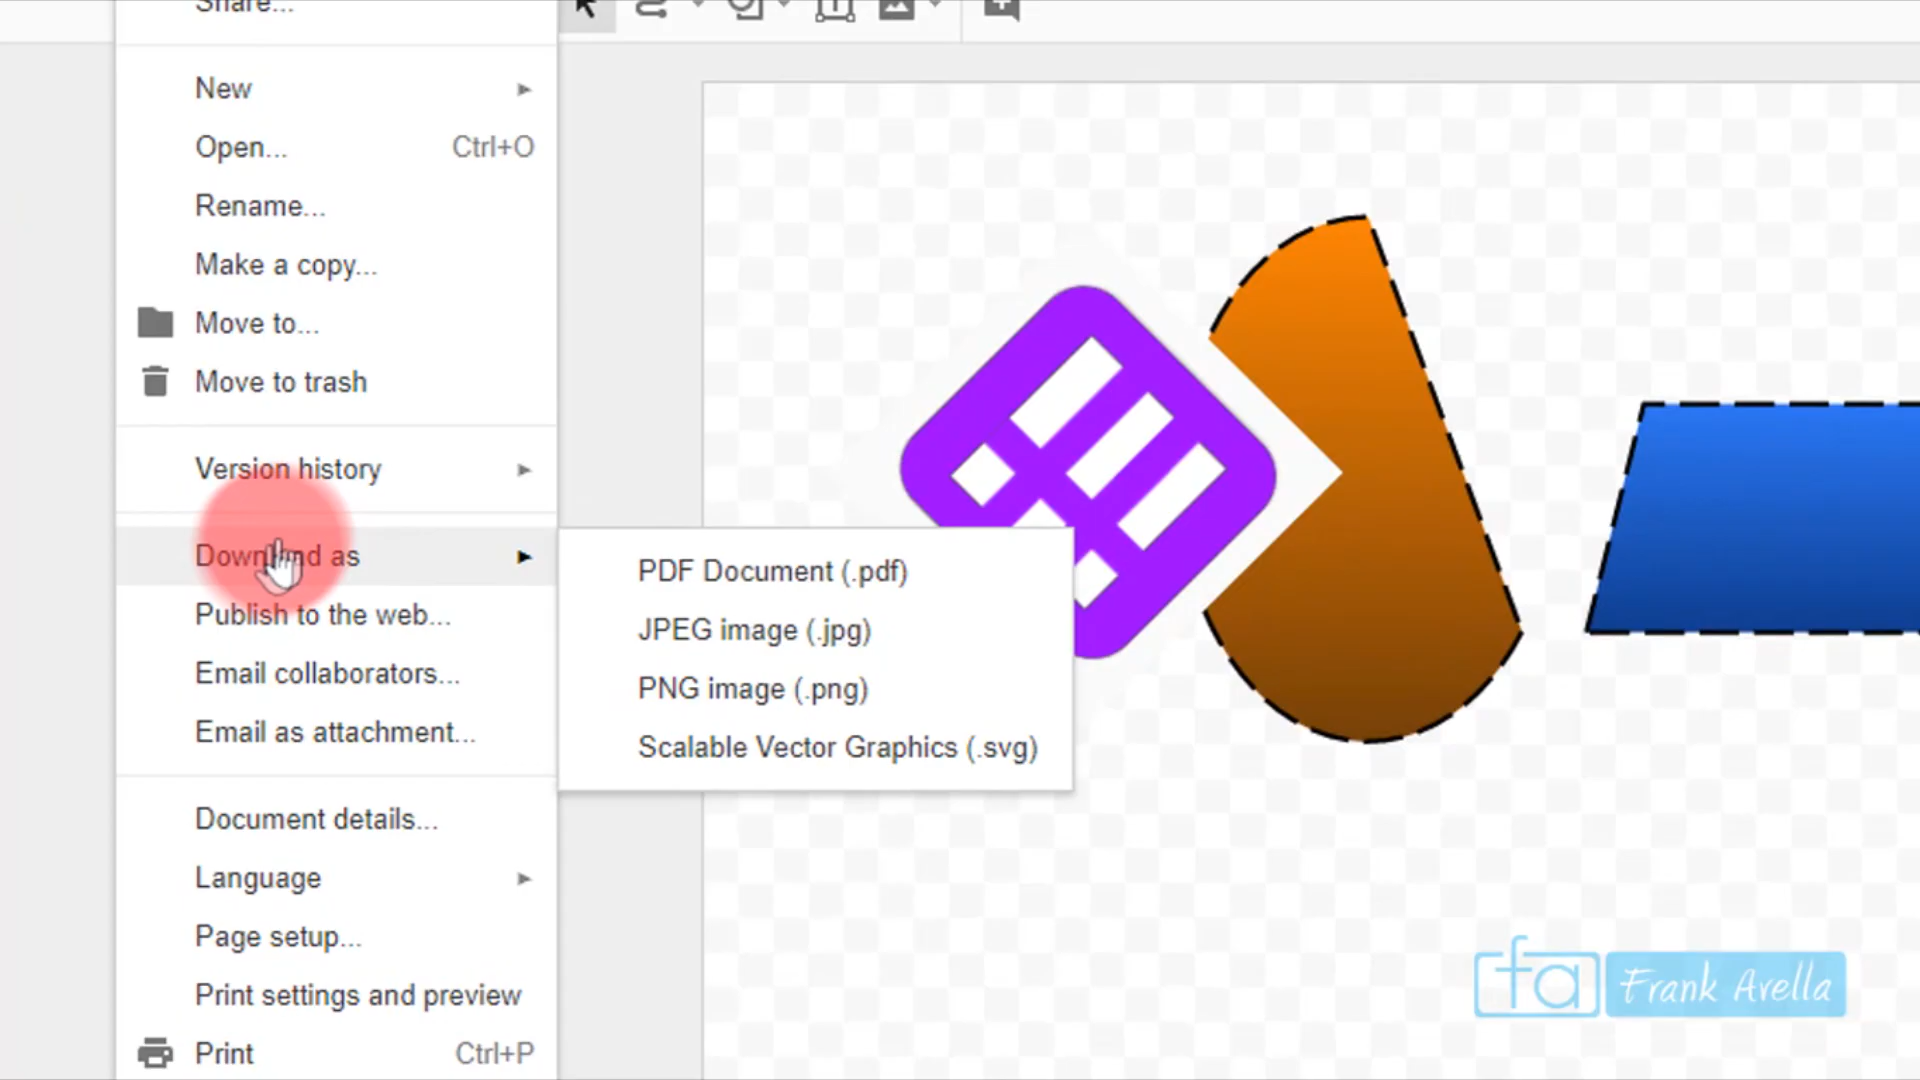 Share...
New
Open... Ctrl+O
Rename...
Make a copy...
Move to...
Move to trash
Version history
Download as
Publish to the web...
Email collaborators...
Email as attachment...
Document details...
Language
Page setup...
Print settings and preview
Print Ctrl+P
PDF Document (.pdf)
JPEG image (.jpg)
PNG image (.png)
Scalable Vector Graphics (.svg)
fa Frank Avella